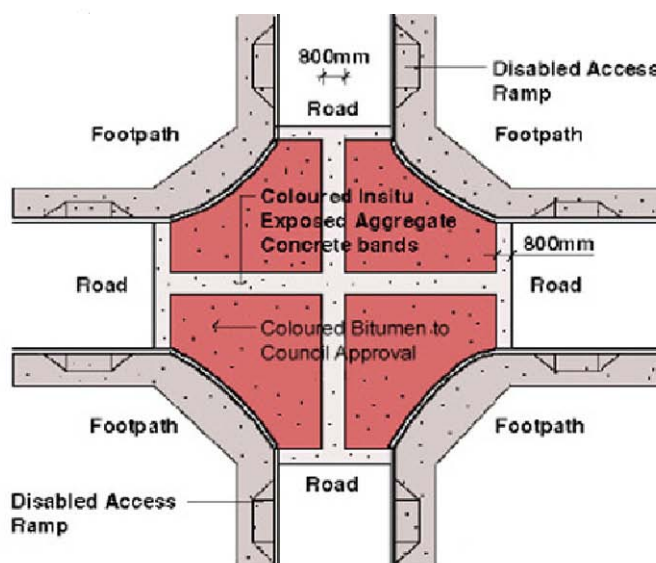 800mm
Disabled Access
Ramp
Road
Footpath
Footpath
Coloured Insitu
Exposed Aggregate
Concrete bands
800mm
Road
Road
Coloured Bitumen to
Council Approval
Footpath
Footpath
Road
Disabled Access
Ramp